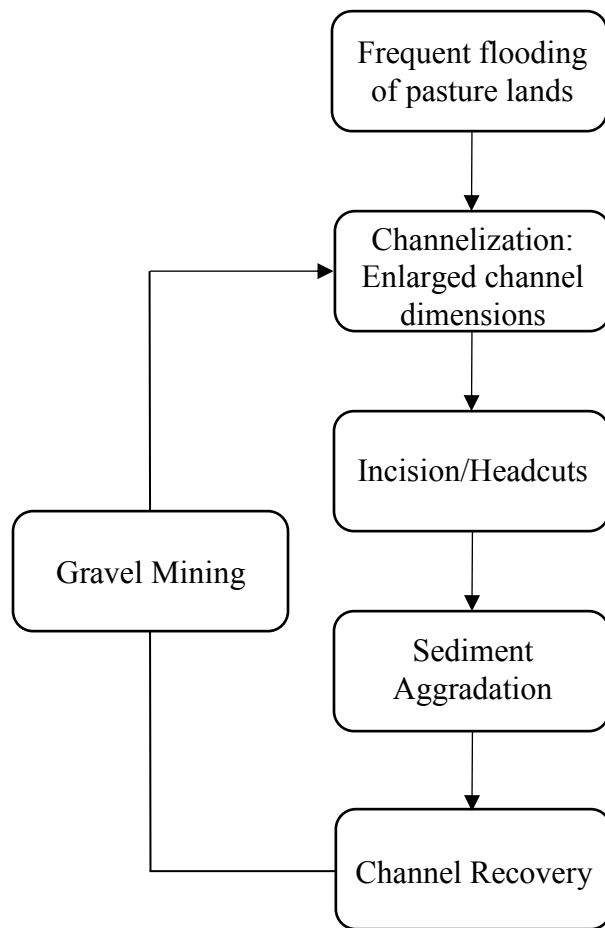 Frequent flooding
of pasture lands
Channelization:
Enlarged channel
dimensions
Incision/Headcuts
Gravel Mining
Sediment
Aggradation
Channel Recovery